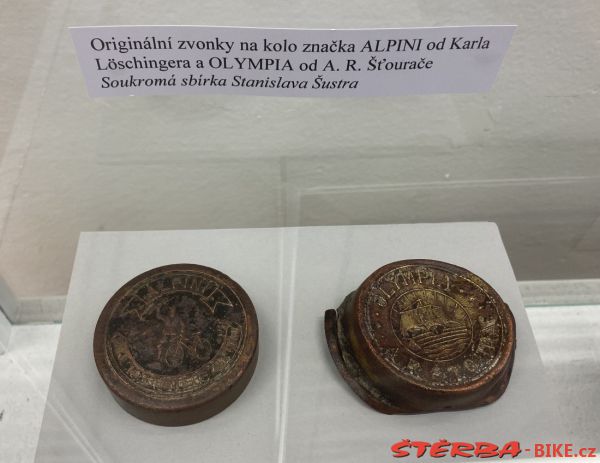 Originální zvonky na kolo značka ALPINI od Karla
Löschingera a OLYMPIA od A. R. Šťourače
Soukromá sbírka Stanislava Šustra
OLYMPIA
ŠTĚRBA-BIKE.cz